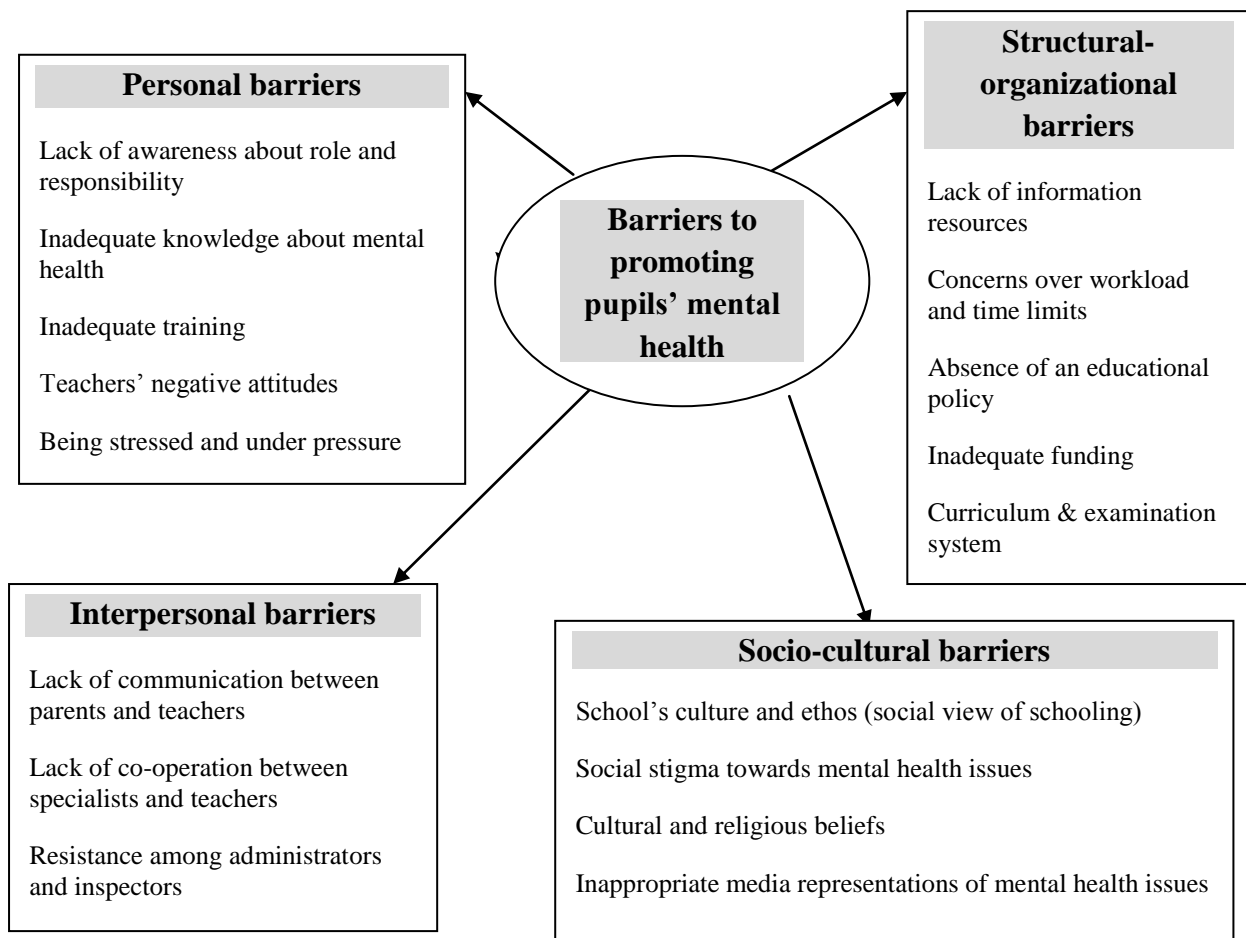 Personal barriers
Lack of awareness about role and
responsibility
Inadequate knowledge about mental
health
Inadequate training
Teachers’ negative attitudes
Being stressed and under pressure
Structural-
organizational
barriers
Lack of information
resources
Concerns over workload
and time limits
Absence of an educational
policy
Inadequate funding
Curriculum & examination
system
Barriers to
promoting
pupils’ mental
health
Interpersonal barriers
Lack of communication between
parents and teachers
Lack of co-operation between
specialists and teachers
Resistance among administrators
and inspectors
Socio-cultural barriers
School’s culture and ethos (social view of schooling)
Social stigma towards mental health issues
Cultural and religious beliefs
Inappropriate media representations of mental health issues